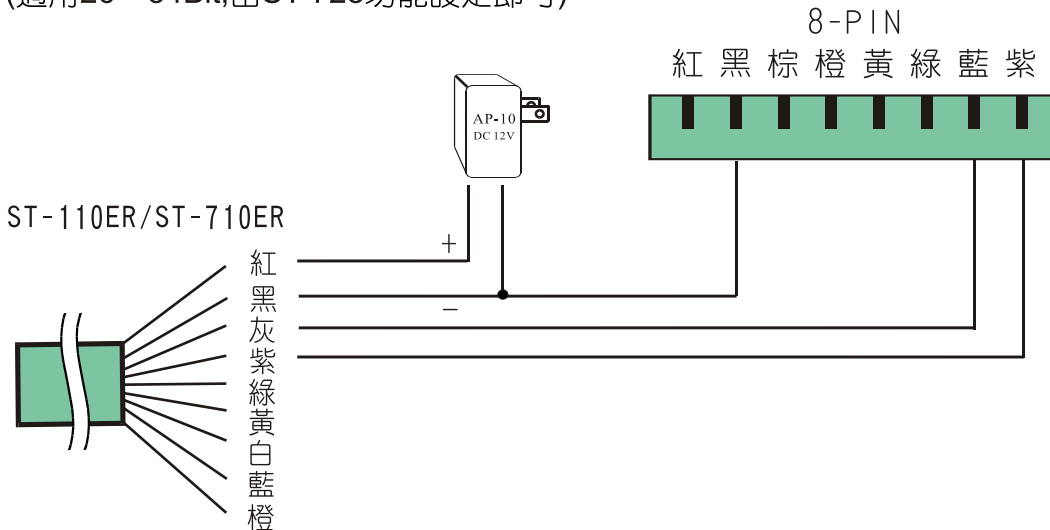 8-PIN
紅黑棕橙黃綠藍紫
AP-10
DC 12V
ST-110ER/ST-710ER
+
紅
黑
−
灰
紫
綠
黃
白
藍
橙